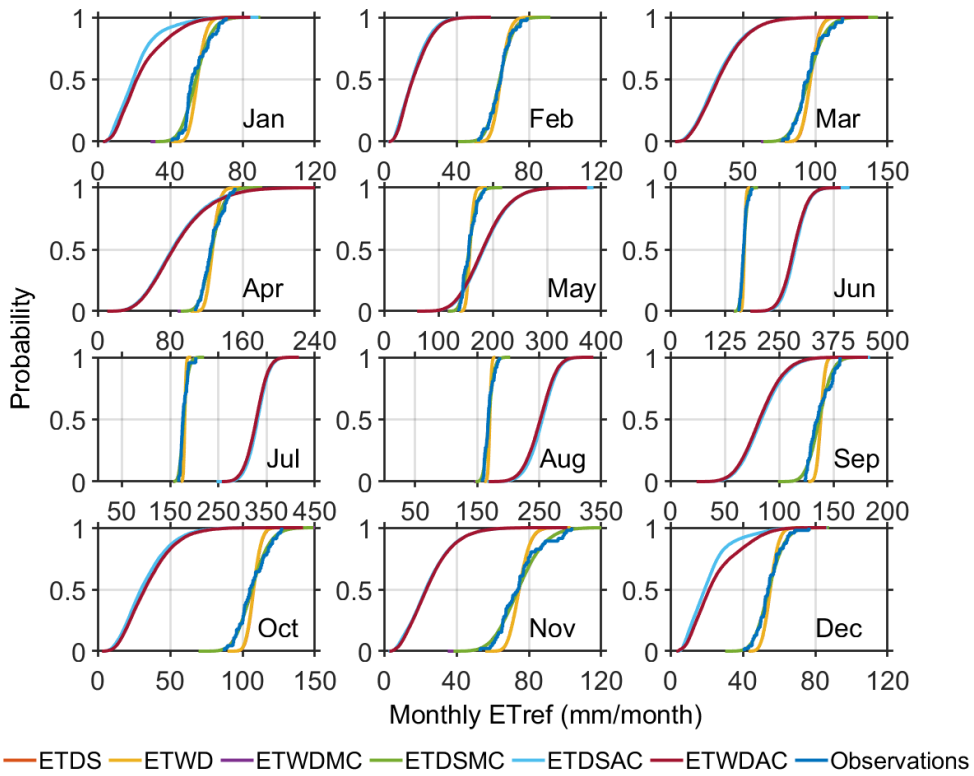 1
0.5
0
Jan
0 40 80 120
1
0.5
0
Feb
0 40 80 120
1
0.5
0
Mar
0 50 100 150
1
0.5
0
Apr
0 80 160 240
1
0.5
0
May
0 100 200 300 400
1
0.5
0
Jun
0 125 250 375 500
Probability
1
0.5
0
Jul
50 150 250 350 450
1
0.5
0
Aug
50 150 250 350
1
0.5
0
Sep
0 50 100 150 200
1
0.5
0
Oct
0 50 100 150
1
0.5
0
Nov
0 40 80 120
1
0.5
0
Dec
0 40 80 120
Monthly ETref (mm/month)
ETDS ETWD ETWDMC ETDSMC ETDSAC ETWDAC Observations